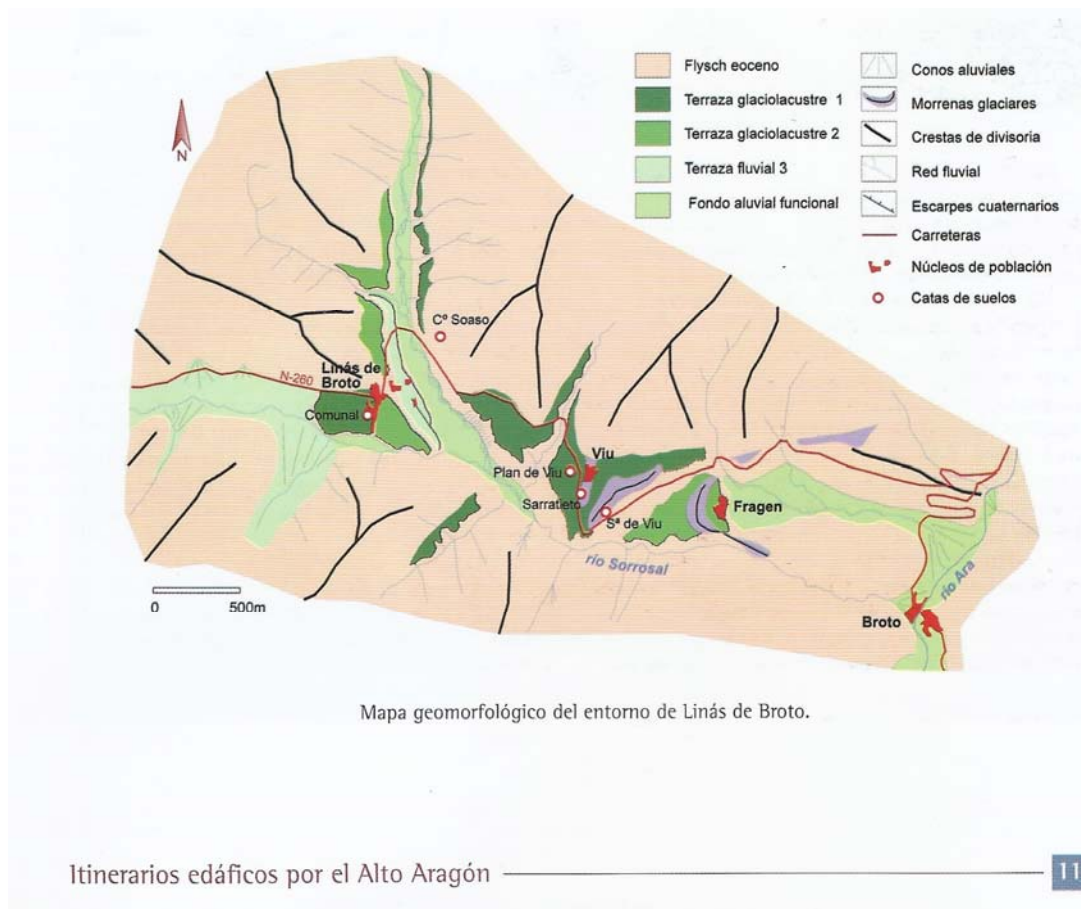 Flysch eoceno
Terraza glaciolacustre 1
Terraza glaciolacustre 2
Terraza fluvial 3
Fondo aluvial funcional
Conos aluviales
Morrenas glaciares
Crestas de divisoria
Red fluvial
Escarpes cuaternarios
Carreteras
Núcleos de población
Catas de suelos
N
Cº Soaso
Linás de
Broto
N-260
Comunal
Viu
Plan de Viu
Sarratieto
Sª de Viu
Fragen
río Sorrosal
río Ara
Broto
0 500m
Mapa geomorfológico del entorno de Linás de Broto.
Itinerarios edáficos por el Alto Aragón
11